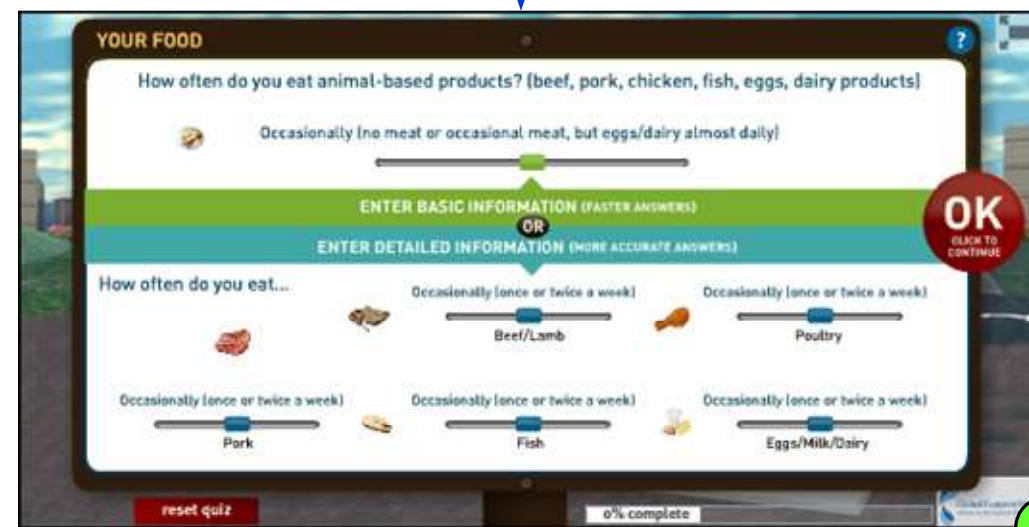 YOUR FOOD
?
How often do you eat animal-based products? (beef, pork, chicken, fish, eggs, dairy products)
Occasionally (no meat or occasional meat, but eggs/dairy almost daily)
ENTER BASIC INFORMATION (FASTER ANSWERS)
OR
ENTER DETAILED INFORMATION (MORE ACCURATE ANSWERS)
OK
CLICK TO
CONTINUE
How often do you eat...
Occasionally (once or twice a week)
Beef/Lamb
Occasionally (once or twice a week)
Poultry
Occasionally (once or twice a week)
Pork
Occasionally (once or twice a week)
Fish
Occasionally (once or twice a week)
Eggs/Milk/Dairy
reset quiz
0% complete